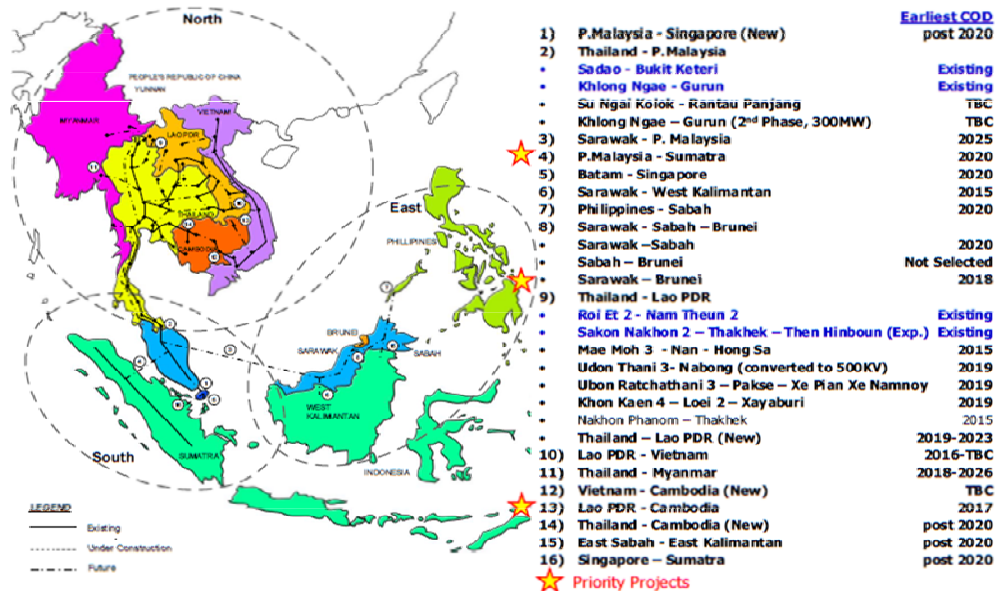 North
PEOPLE'S REPUBLIC OF CHINA
YUNNAN
MYANMAR
VIETNAM
LAO PDR
THAILAND
CAMBODIA
East
PHILLIPINES
BRUNEI
SARAWAK
SABAH
WEST
KALIMANTAN
SUMATRA
INDONESIA
South
LEGEND
Existing
Under Construction
Future
Earliest COD
1) P.Malaysia - Singapore (New) post 2020
2) Thailand - P.Malaysia
• Sadao - Bukit Keteri Existing
• Khlong Ngae - Gurun Existing
• Su Ngai Kolok - Rantau Panjang TBC
• Khlong Ngae – Gurun (2nd Phase, 300MW) TBC
3) Sarawak - P. Malaysia 2025
4) P.Malaysia - Sumatra 2020
5) Batam - Singapore 2020
6) Sarawak - West Kalimantan 2015
7) Philippines - Sabah 2020
8) Sarawak - Sabah – Brunei
• Sarawak –Sabah 2020
• Sabah – Brunei Not Selected
• Sarawak – Brunei 2018
9) Thailand - Lao PDR
• Roi Et 2 - Nam Theun 2 Existing
• Sakon Nakhon 2 – Thakhek – Then Hinboun (Exp.) Existing
• Mae Moh 3 - Nan - Hong Sa 2015
• Udon Thani 3- Nabong (converted to 500KV) 2019
• Ubon Ratchathani 3 – Pakse – Xe Pian Xe Namnoy 2019
• Khon Kaen 4 – Loei 2 – Xayaburi 2019
• Nakhon Phanom – Thakhek 2015
• Thailand – Lao PDR (New) 2019-2023
10) Lao PDR - Vietnam 2016-TBC
11) Thailand - Myanmar 2018-2026
12) Vietnam - Cambodia (New) TBC
13) Lao PDR - Cambodia 2017
14) Thailand - Cambodia (New) post 2020
15) East Sabah - East Kalimantan post 2020
16) Singapore – Sumatra post 2020
Priority Projects